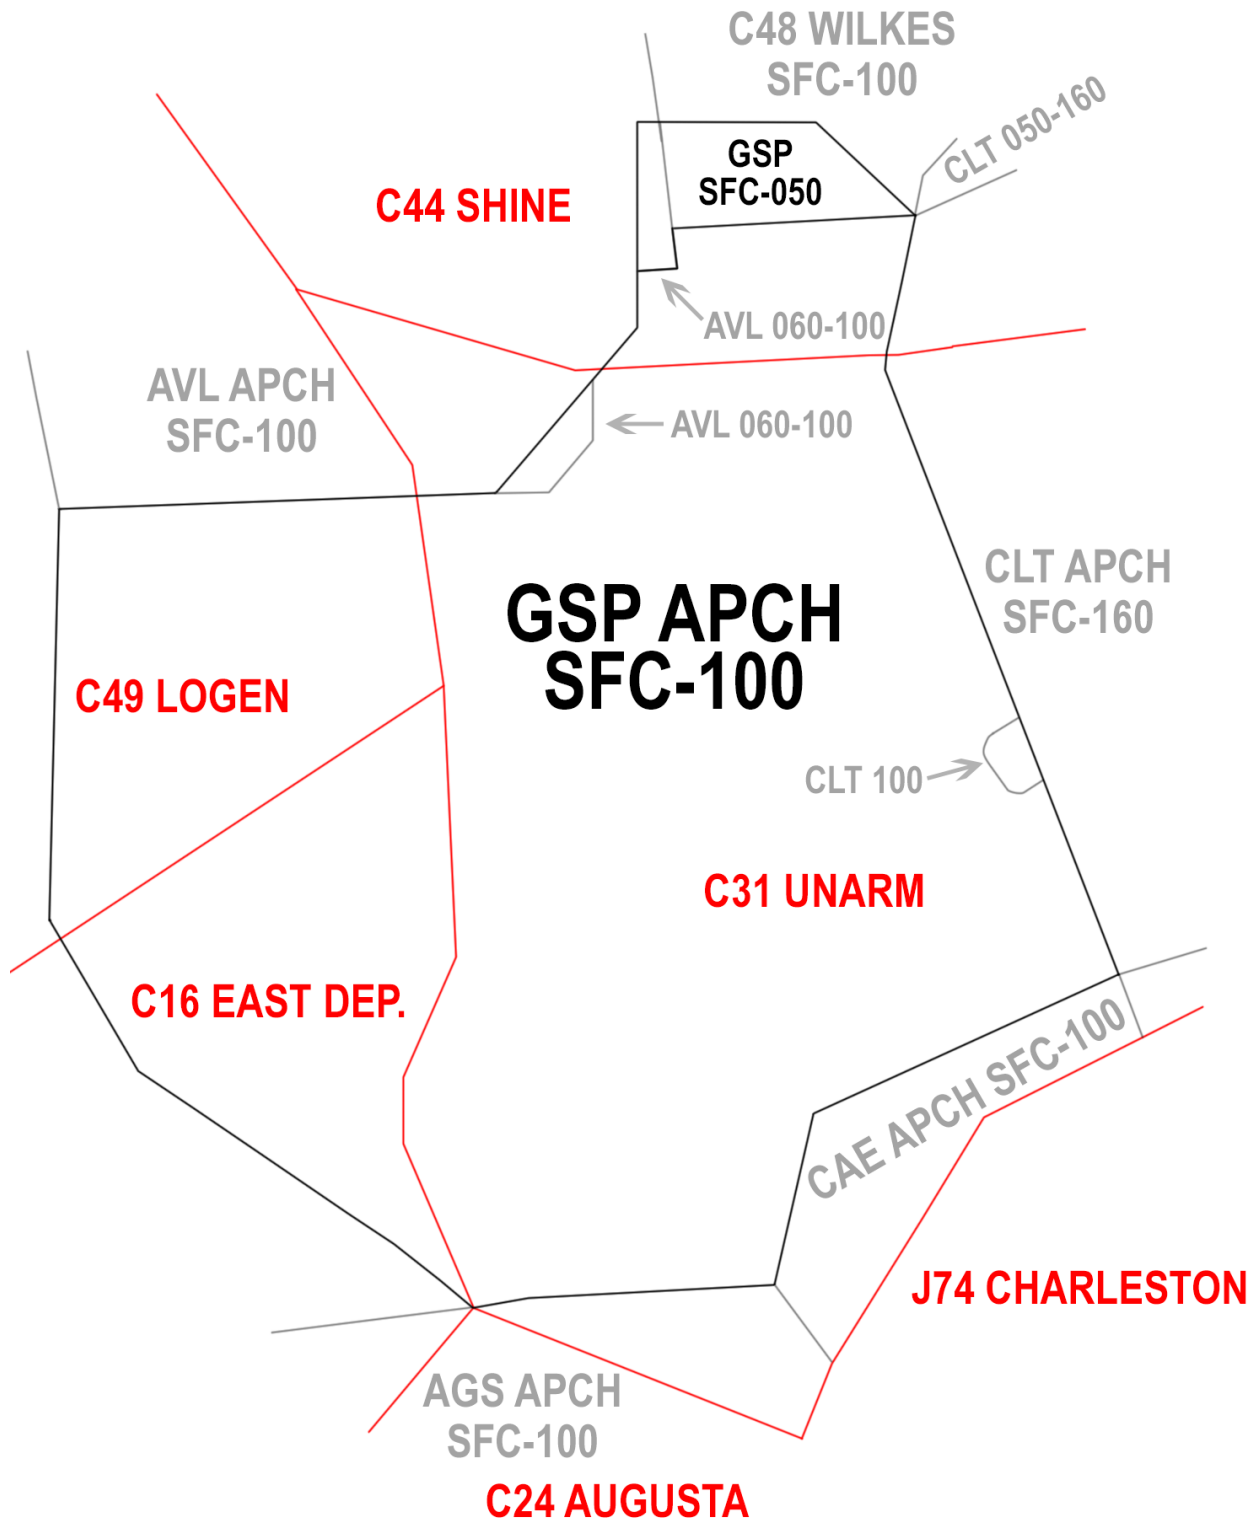 C48 WILKES
SFC-100
CLT 050-160
GSP
SFC-050
C44 SHINE
AVL 060-100
AVL APCH
SFC-100
AVL 060-100
CLT APCH
SFC-160
GSP APCH
SFC-100
C49 LOGEN
CLT 100
C31 UNARM
C16 EAST DEP.
CAE APCH SFC-100
J74 CHARLESTON
AGS APCH
SFC-100
C24 AUGUSTA